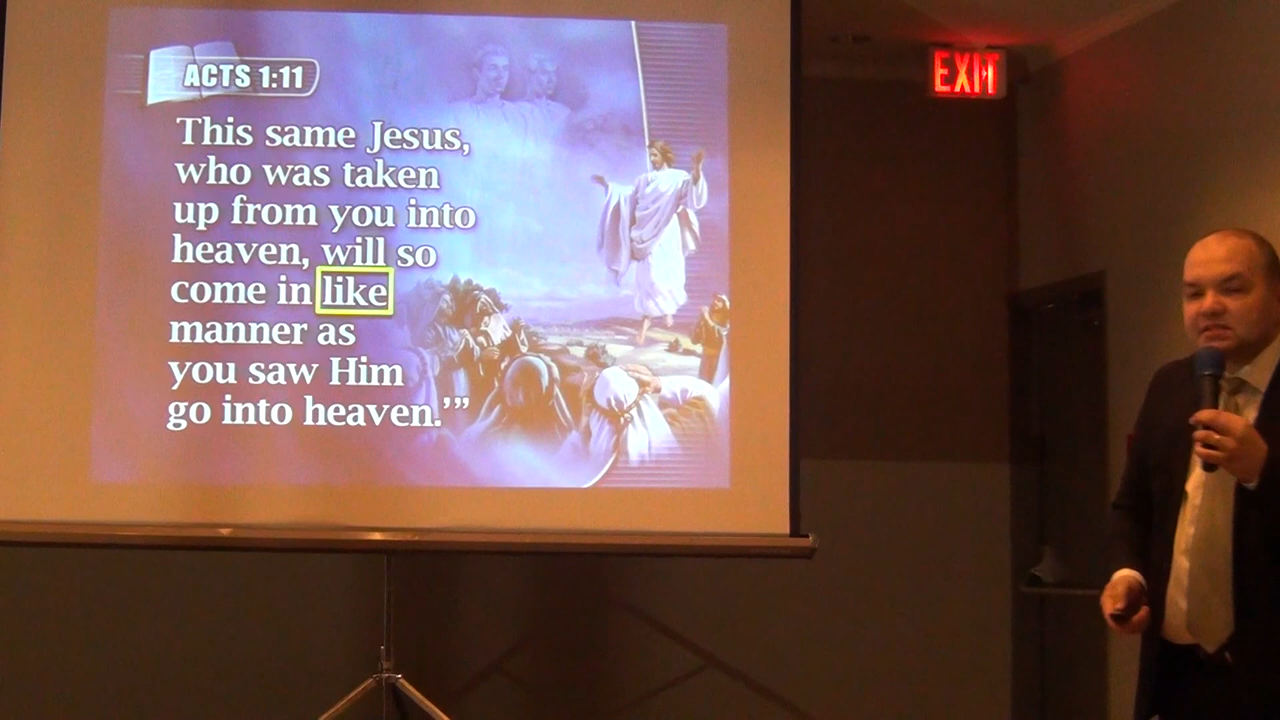 ACTS 1:11
This same Jesus,
who was taken
up from you into
heaven, will so
come in like
manner as
you saw Him
go into heaven.’”
EXIT